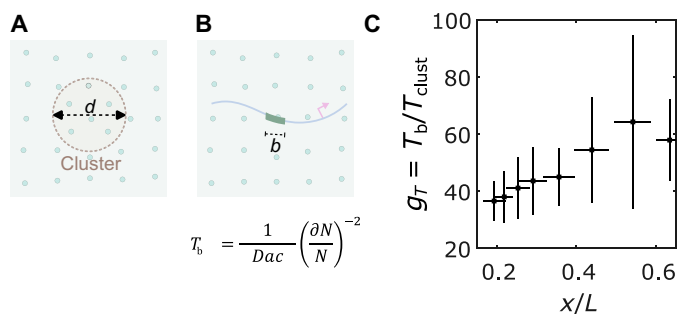 A
d
Cluster
B
b
T_b = 1/Dac (∂N/N)^−2
C
g_T = T_b/T_clust
100
80
60
40
20
0.2 0.4 0.6
x/L